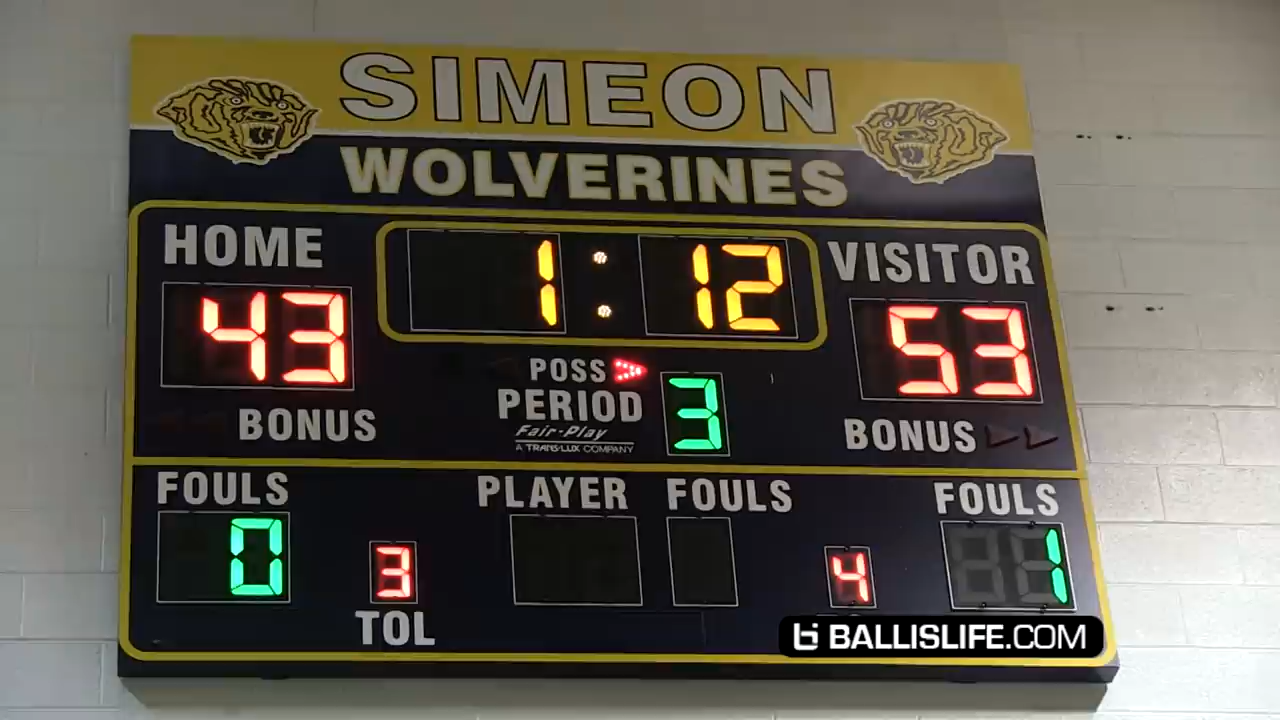 SIMEON
WOLVERINES
HOME
1:12
VISITOR
43
53
POSS
PERIOD 3
Fair-Play
A TRANS-LUX COMPANY
BONUS
BONUS
FOULS
PLAYER
FOULS
FOULS
0
3
4
1
TOL
BALLISLIFE.COM